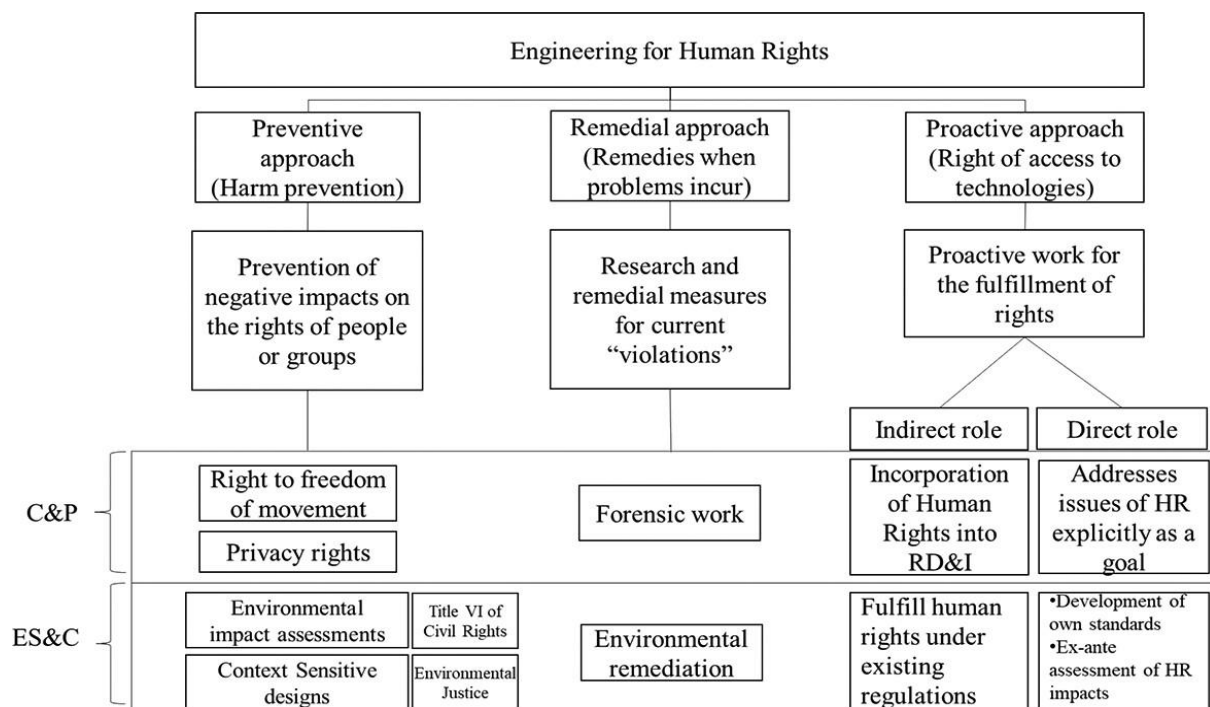 Engineering for Human Rights
Preventive
approach
(Harm prevention)
Remedial approach
(Remedies when
problems incur)
Proactive approach
(Right of access to
technologies)
Prevention of
negative impacts on
the rights of people
or groups
Research and
remedial measures
for current
“violations”
Proactive work for
the fulfillment of
rights
Indirect role
Direct role
C&P
Right to freedom
of movement
Privacy rights
Forensic work
Incorporation
of Human
Rights into
RD&I
Addresses
issues of HR
explicitly as a
goal
ES&C
Environmental
impact assessments
Title VI of
Civil Rights
Context Sensitive
designs
Environmental
Justice
Environmental
remediation
Fulfill human
rights under
existing
regulations
•Development of
own standards
•Ex-ante
assessment of HR
impacts